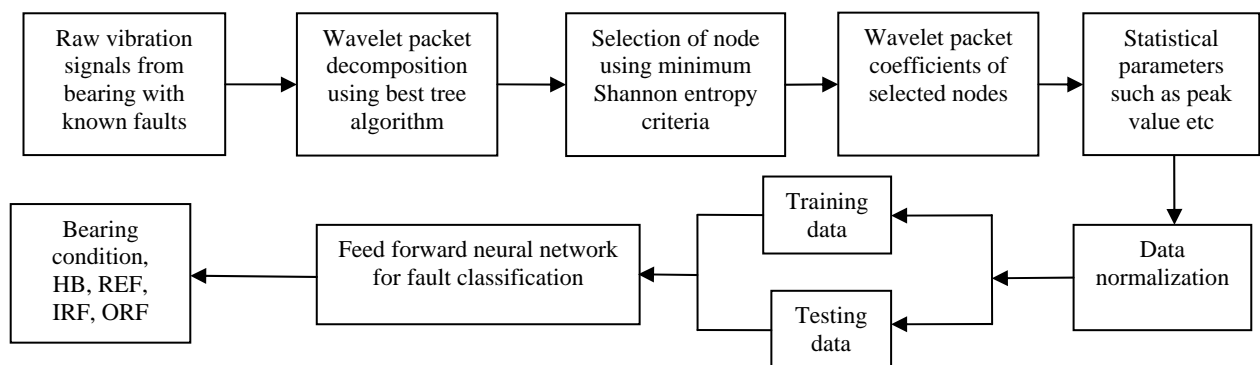 Raw vibration
signals from
bearing with
known faults
Wavelet packet
decomposition
using best tree
algorithm
Selection of node
using minimum
Shannon entropy
criteria
Wavelet packet
coefficients of
selected nodes
Statistical
parameters
such as peak
value etc
Data
normalization
Training
data
Testing
data
Feed forward neural network
for fault classification
Bearing
condition,
HB, REF,
IRF, ORF